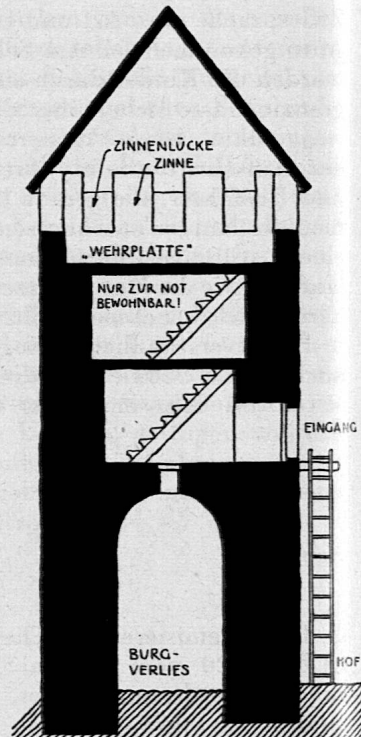 ZINNENLÜCKE
ZINNE
„WEHRPLATTE"
NUR ZUR NOT
BEWOHNBAR!
EINGANG
BURG-
VERLIES
HOF